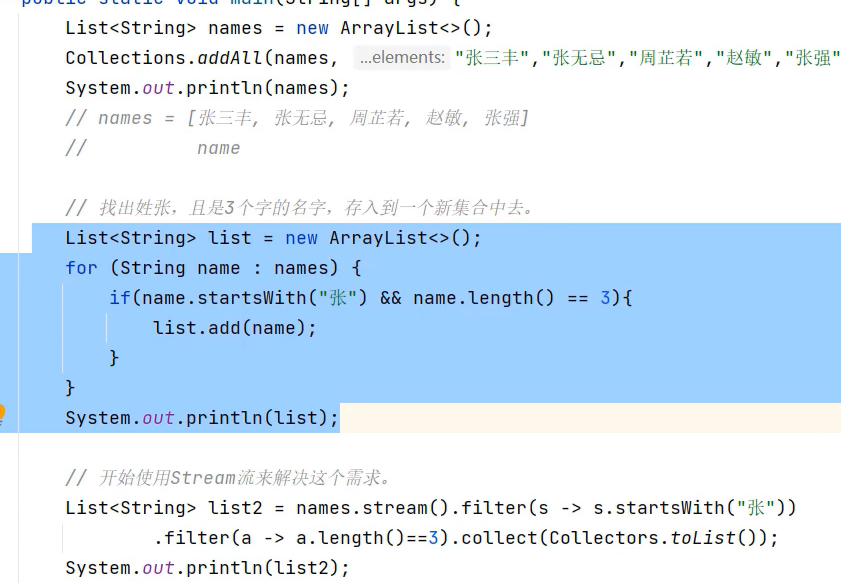 public static void main(String[] args) {
List<String> names = new ArrayList<>();
Collections.addAll(names, ...elements: "张三丰","张无忌","周芷若","赵敏","张强"
System.out.println(names);
// names = [张三丰, 张无忌, 周芷若, 赵敏, 张强]
// name
// 找出姓张，且是3个字的名字，存入到一个新集合中去。
List<String> list = new ArrayList<>();
for (String name : names) {
if(name.startsWith("张") && name.length() == 3){
list.add(name);
}
}
System.out.println(list);
// 开始使用Stream流来解决这个需求。
List<String> list2 = names.stream().filter(s -> s.startsWith("张"))
.filter(a -> a.length()==3).collect(Collectors.toList());
System.out.println(list2);